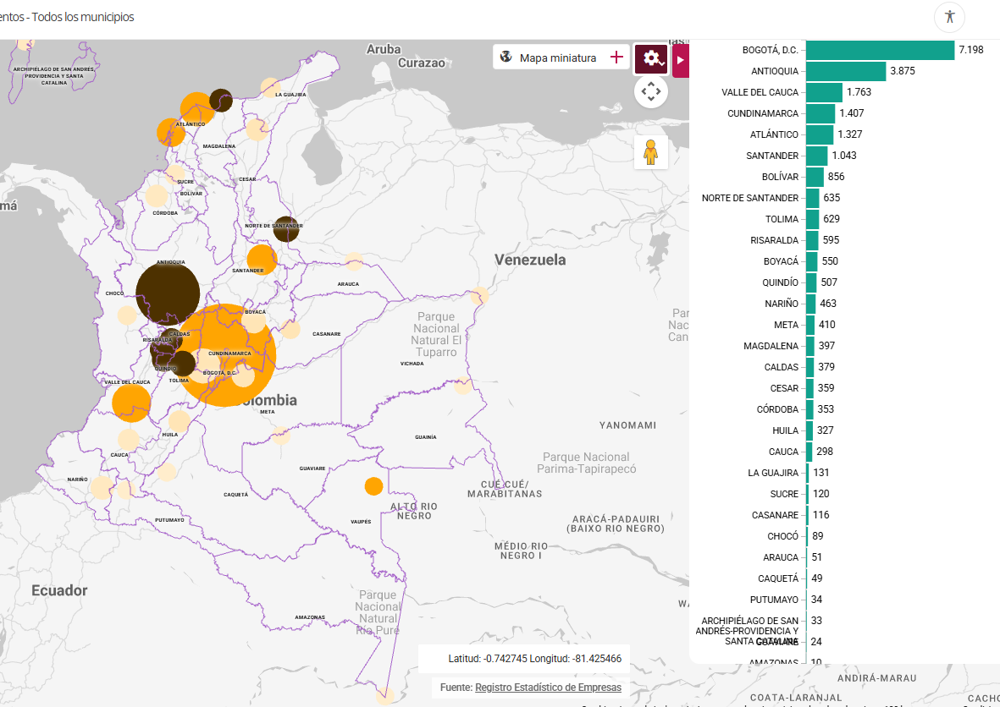 entos - Todos los municipios
ARCHIPIÉLAGO DE SAN ANDRÉS,
PROVIDENCIA Y SANTA
CATALINA
Aruba
Curazao
Mapa miniatura
LA GUAJIRA
ATLÁNTICO
MAGDALENA
CESAR
SUCRE
BOLÍVAR
má
CÓRDOBA
NORTE DE SANTANDER
Venezuela
ANTIOQUIA
SANTANDER
ARAUCA
CHOCÓ
BOYACÁ
Parque
Nacional
Natural El
Tuparro
CALDAS
RISARALDA
CASANARE
CUNDINAMARCA
VICHADA
QUINDÍO
BOGOTÁ, D.C.
TOLIMA
VALLE DEL CAUCA
olombia
META
YANOMAMI
HUILA
GUAINÍA
CAUCA
Parque Nacional
Parima-Tapirapecó
GUAVIARE
NARIÑO
CUÉ CUÉ/
MARABITANAS
CAQUETÁ
ALTO RIO
NEGRO
PUTUMAYO
VAUPÉS
ARACÁ-PADAUIRI
(BAIXO RIO NEGRO)
MÉDIO RIO
NEGRO I
Ecuador
Parque
Nacional
Natural
Río Puré
AMAZONAS
Par
Nac
Can
Latitud: -0.742745 Longitud: -81.425466
Fuente: Registro Estadístico de Empresas
ANDIRÁ-MARAU
COATA-LARANJAL
CACHO
BOGOTÁ, D.C. 7.198
ANTIOQUIA 3.875
VALLE DEL CAUCA 1.763
CUNDINAMARCA 1.407
ATLÁNTICO 1.327
SANTANDER 1.043
BOLÍVAR 856
NORTE DE SANTANDER 635
TOLIMA 629
RISARALDA 595
BOYACÁ 550
QUINDÍO 507
NARIÑO 463
META 410
MAGDALENA 397
CALDAS 379
CESAR 359
CÓRDOBA 353
HUILA 327
CAUCA 298
LA GUAJIRA 131
SUCRE 120
CASANARE 116
CHOCÓ 89
ARAUCA 51
CAQUETÁ 49
PUTUMAYO 34
ARCHIPIÉLAGO DE SAN 33
ANDRÉS-PROVIDENCIA Y
SANTA CATALINA
GUAVIARE 24
AMAZONAS 10